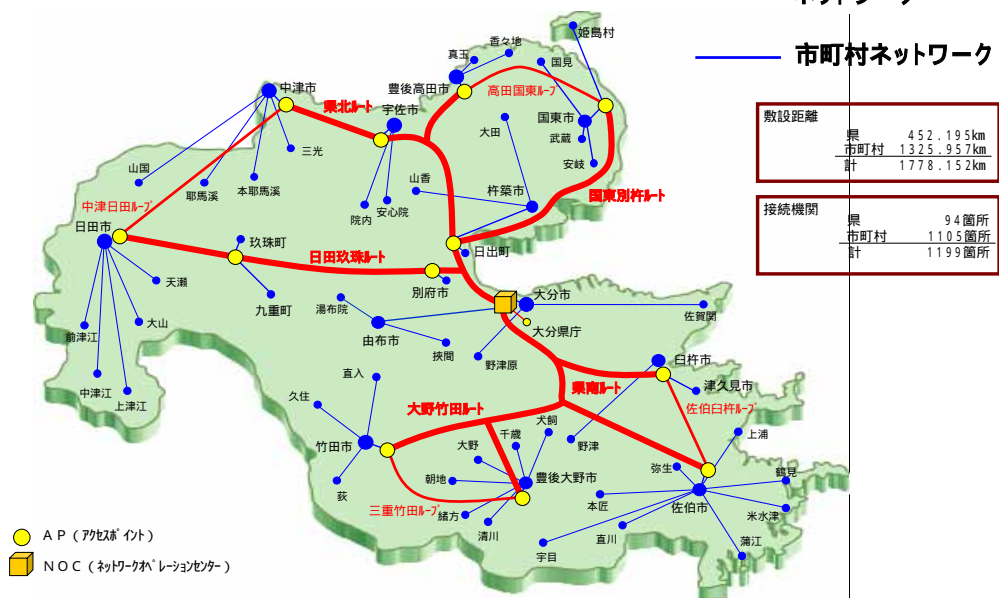 市町村ネットワーク
敷設距離
県 452.195km
市町村 1325.957km
計 1778.152km
接続機関
県 94箇所
市町村 1105箇所
計 1199箇所
姫島村
香々地
真玉
国見
豊後高田市
高田国東ループ
中津市
県北ルート
宇佐市
大田
国東市
武蔵
安岐
三光
山国
耶馬溪
本耶馬溪
山香
杵築市
国東別杵ルート
院内
安心院
中津日田ループ
日田市
玖珠町
日田玖珠ルート
日出町
天瀬
九重町
別府市
湯布院
大分市
佐賀関
大分県庁
由布市
挾間
野津原
前津江
大山
中津江
上津江
臼杵市
県南ルート
津久見市
佐伯臼杵ループ
直入
久住
大野竹田ルート
犬飼
千歳
野津
上浦
竹田市
大野
弥生
鶴見
荻
朝地
豊後大野市
本匠
佐伯市
米水津
三重竹田ループ
緒方
清川
直川
宇目
蒲江
AP(アクセスポイント)
NOC(ネットワークオペレーションセンター)